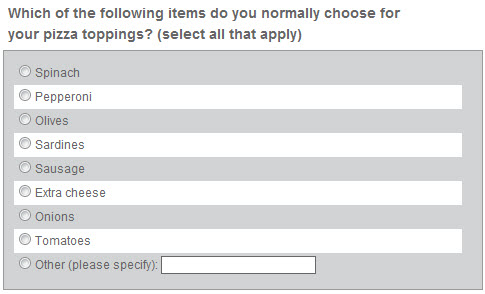 Which of the following items do you normally choose for
your pizza toppings? (select all that apply)
Spinach
Pepperoni
Olives
Sardines
Sausage
Extra cheese
Onions
Tomatoes
Other (please specify):